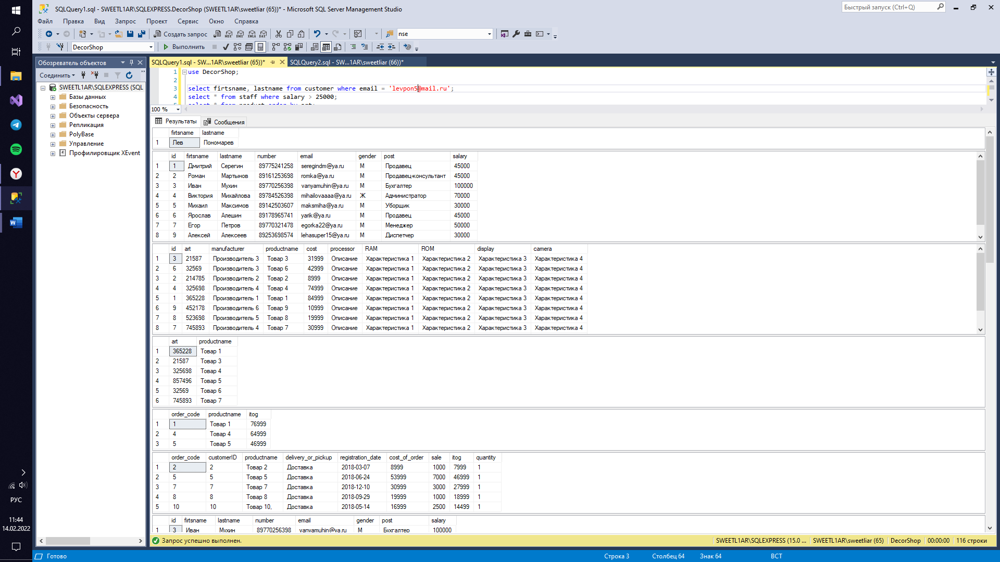 SQLQuery1.sql - SWEETL1AR\SQLEXPRESS.DecorShop (SWEETL1AR\sweetliar (65))* - Microsoft SQL Server Management Studio
Быстрый запуск (Ctrl+Q)
Файл Правка Вид Запрос Проект Сервис Окно Справка
Создать запрос MDX DMX XMLA DAX nse
DecorShop Выполнить
Обозреватель объектов
Соединить
SWEETL1AR\SQLEXPRESS (SQL
Базы данных
Безопасность
Объекты сервера
Репликация
PolyBase
Управление
Профилировщик XEvent
SQLQuery1.sql - SW...1AR\sweetliar (65))* SQLQuery2.sql - SW...1AR\sweetliar (66))*
1 use DecorShop;
2
3 select firtsname, lastname from customer where email = 'levpon5@mail.ru';
4 select * from staff where salary > 25000;
5 select * from product order by art;
100 %
Результаты Сообщения
firtsname lastname
1 Лев Пономарев
id firtsname lastname number email gender post salary
1 1 Дмитрий Серегин 89775241258 seregindm@ya.ru М Продавец 45000
2 2 Роман Мартынов 89161253698 romka@ya.ru М Продавец-консультант 45000
3 3 Иван Мухин 89770256398 vanyamuhin@ya.ru М Бухгалтер 100000
4 4 Виктория Михайлова 89784526398 mihailovaaaa@ya.ru Ж Администратор 70000
5 5 Михаил Максимов 89142503607 maksmiha@ya.ru М Уборщик 30000
6 6 Ярослав Алешин 89178965741 yarik@ya.ru М Продавец 45000
7 7 Егор Петров 89770321478 egorka22@ya.ru М Менеджер 50000
8 9 Алексей Алексеев 89253698574 lehasuper15@ya.ru М Диспетчер 30000
id art manufacturer productname cost processor RAM ROM display camera
1 3 21587 Производитель 3 Товар 3 31999 Описание Характеристика 1 Характеристика 2 Характеристика 3 Характеристика 4
2 6 32569 Производитель 3 Товар 6 42999 Описание Характеристика 1 Характеристика 2 Характеристика 3 Характеристика 4
3 2 214785 Производитель 2 Товар 2 8999 Описание Характеристика 1 Характеристика 2 Характеристика 3 Характеристика 4
4 4 325698 Производитель 4 Товар 4 74999 Описание Характеристика 1 Характеристика 2 Характеристика 3 Характеристика 4
5 1 365228 Производитель 1 Товар 1 84999 Описание Характеристика 1 Характеристика 2 Характеристика 3 Характеристика 4
6 9 452178 Производитель 6 Товар 9 10999 Описание Характеристика 1 Характеристика 2 Характеристика 3 Характеристика 4
7 8 523698 Производитель 5 Товар 8 19999 Описание Характеристика 1 Характеристика 2 Характеристика 3 Характеристика 4
8 7 745893 Производитель 4 Товар 7 30999 Описание Характеристика 1 Характеристика 2 Характеристика 3 Характеристика 4
art productname
1 365228 Товар 1
2 21587 Товар 3
3 325698 Товар 4
4 857496 Товар 5
5 32569 Товар 6
6 745893 Товар 7
order_code productname itog
1 1 Товар 1 76999
2 4 Товар 4 64999
3 5 Товар 5 46999
order_code customerID productname delivery_or_pickup registration_date cost_of_order sale itog quantity
1 2 2 Товар 2 Доставка 2018-03-07 8999 1000 7999 1
2 5 5 Товар 5 Доставка 2018-06-24 53999 7000 46999 1
3 7 7 Товар 7 Доставка 2018-12-10 30999 3000 27999 1
4 8 8 Товар 8 Доставка 2018-09-29 19999 1000 18999 1
5 10 10 Товар 10, Доставка 2018-05-14 16999 2500 14499 1
id firtsname lastname number email gender post salary
1 3 Иван Мухин 89770256398 vanyamuhin@ya.ru М Бухгалтер 100000
Запрос успешно выполнен. SWEETL1AR\SQLEXPRESS (15.0 ... SWEETL1AR\sweetliar (65) DecorShop 00:00:00 116 строки
Готово Строка 3 Столбец 64 Знак 64 ВСТ
РУС
11:44
14.02.2022